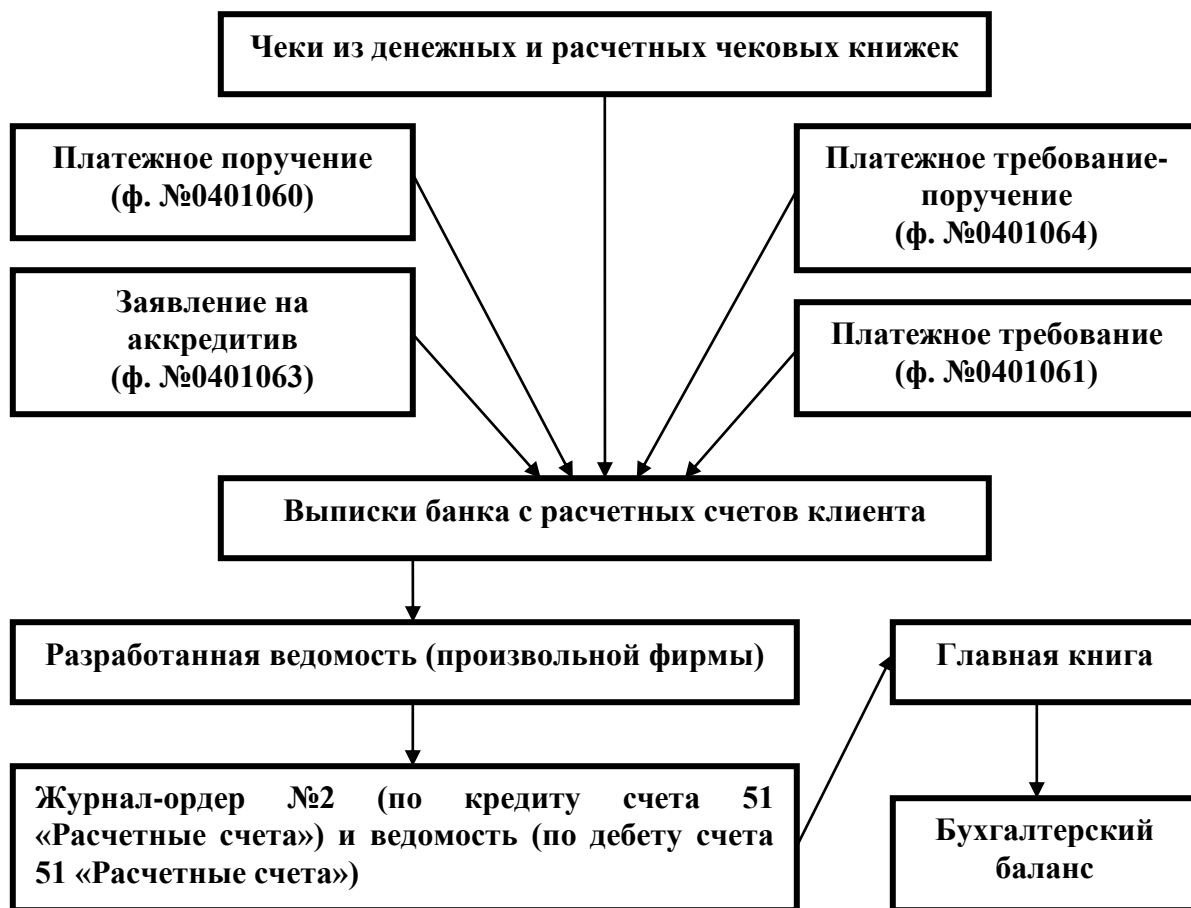 Чеки из денежных и расчетных чековых книжек
Платежное поручение
(ф. №0401060)
Платежное требование-
поручение
(ф. №0401064)
Заявление на
аккредитив
(ф. №0401063)
Платежное требование
(ф. №0401061)
Выписки банка с расчетных счетов клиента
Разработанная ведомость (произвольной фирмы)
Главная книга
Журнал-ордер №2 (по кредиту счета 51
«Расчетные счета») и ведомость (по дебету счета
51 «Расчетные счета»)
Бухгалтерский
баланс